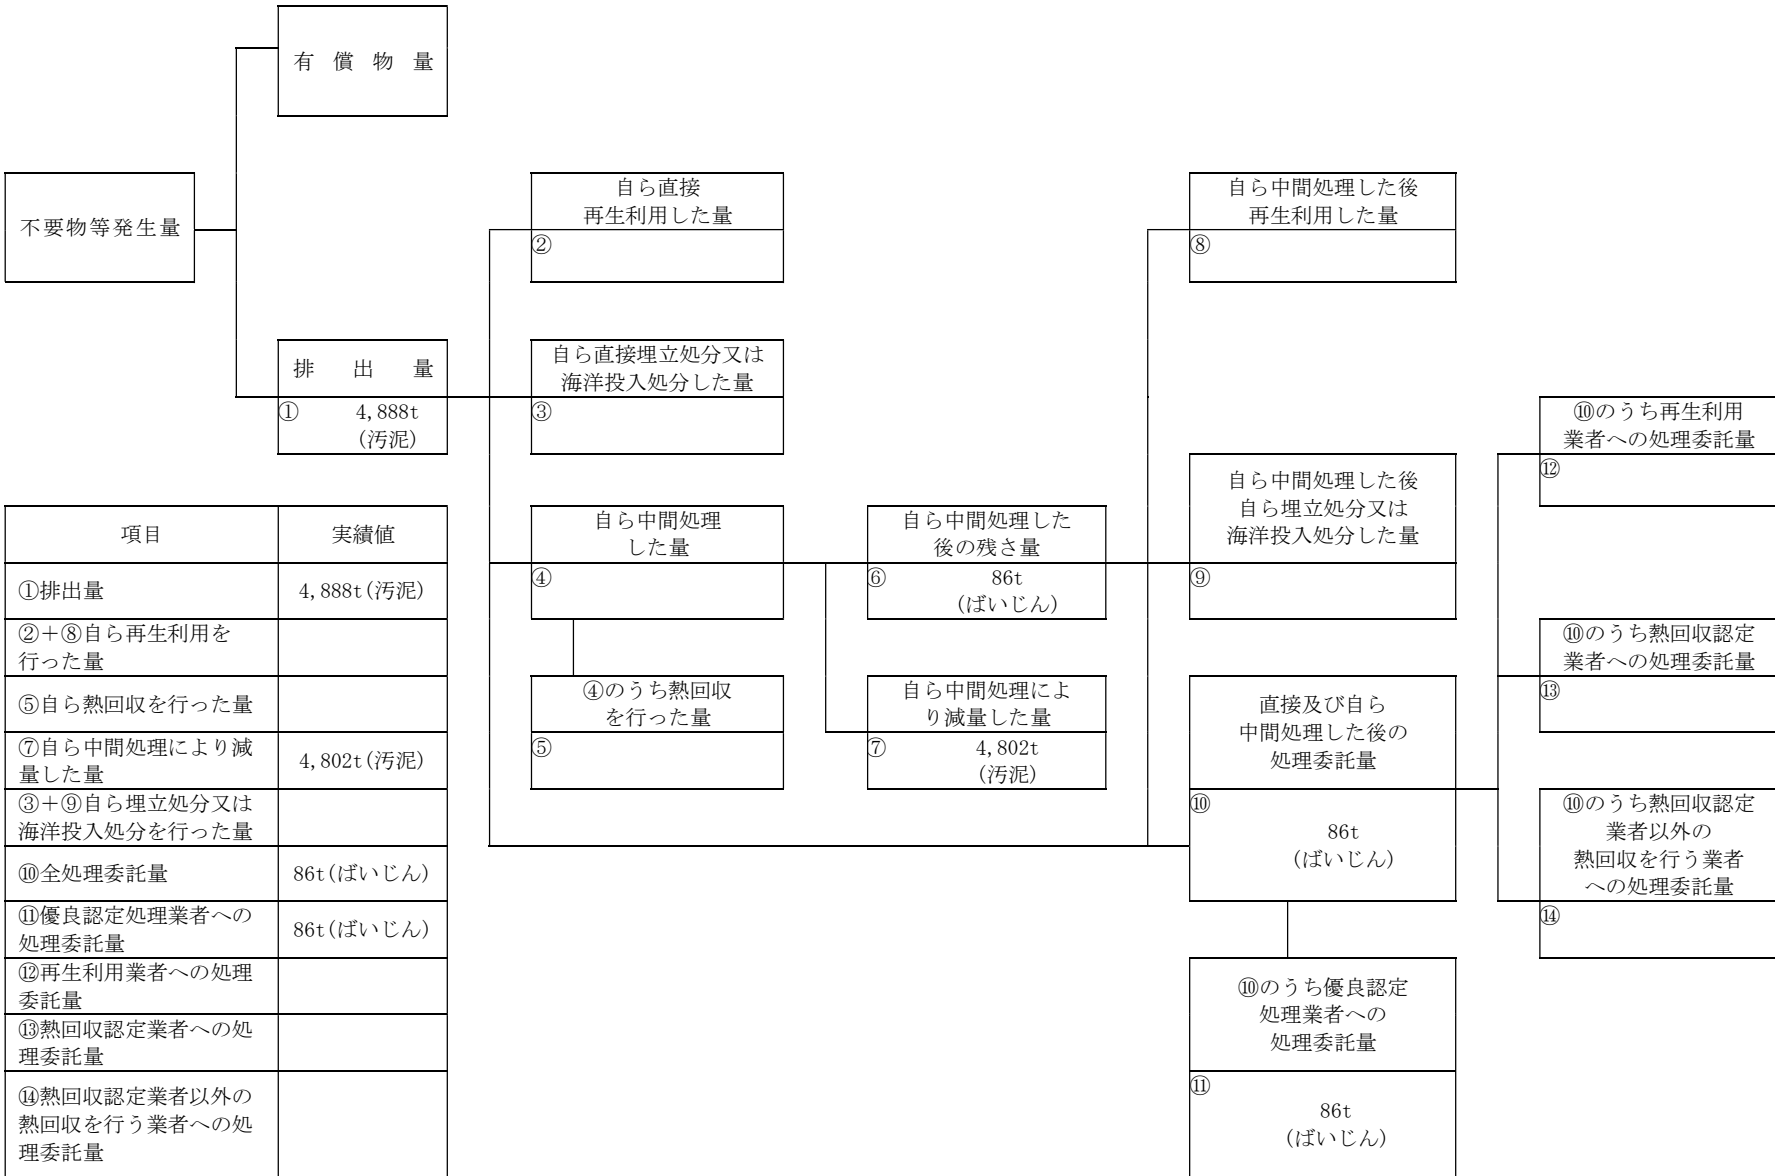 有 償 物 量
不要物等発生量
自ら直接
再生利用した量
②
自ら中間処理した後
再生利用した量
⑧
排 出 量
① 4,888t
(汚泥)
自ら直接埋立処分又は
海洋投入処分した量
③
⑩のうち再生利用
業者への処理委託量
⑫
自ら中間処理した後
自ら埋立処分又は
海洋投入処分した量
⑨
自ら中間処理
した量
④
自ら中間処理した
後の残さ量
⑥ 86t
(ばいじん)
⑩のうち熱回収認定
業者への処理委託量
⑬
④のうち熱回収
を行った量
⑤
自ら中間処理によ
り減量した量
⑦ 4,802t
(汚泥)
直接及び自ら
中間処理した後の
処理委託量
⑩
86t
(ばいじん)
⑩のうち熱回収認定
業者以外の
熱回収を行う業者
への処理委託量
⑭
⑩のうち優良認定
処理業者への
処理委託量
⑪
86t
(ばいじん)
項目 実績値
①排出量 4,888t(汚泥)
②+⑧自ら再生利用を
行った量
⑤自ら熱回収を行った量
⑦自ら中間処理により減
量した量 4,802t(汚泥)
③+⑨自ら埋立処分又は
海洋投入処分を行った量
⑩全処理委託量 86t(ばいじん)
⑪優良認定処理業者への
処理委託量 86t(ばいじん)
⑫再生利用業者への処理
委託量
⑬熱回収認定業者への処
理委託量
⑭熱回収認定業者以外の
熱回収を行う業者への処
理委託量